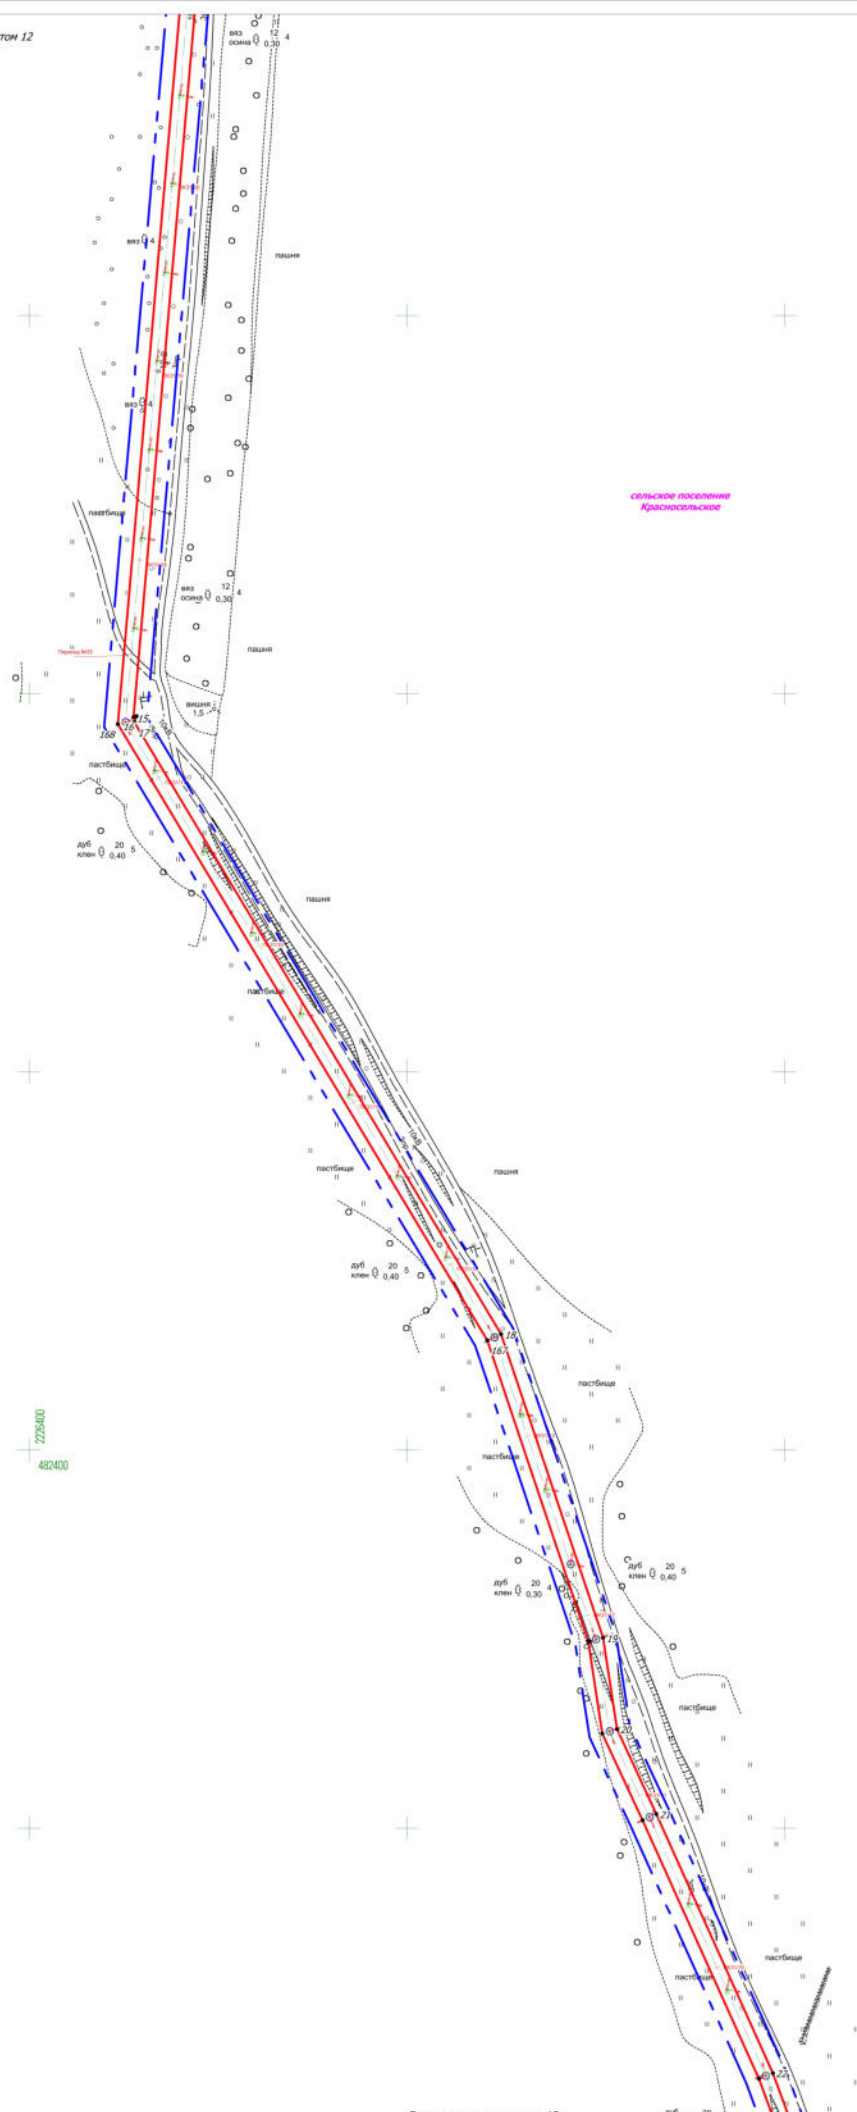 том 12
вяз 12 4
осина 0,30
вяз 4
пашня
вяз 4
сельское поселение
Красносельское
пастбище
вяз 12 4
осина 0,30
пашня
вишня
1,5
15
16
17
168
10кВ
пастбище
дуб 20 5
клен 0,40
пашня
пастбище
10кВ
пастбище
пашня
дуб 20 5
клен 0,40
18
167
пастбище
2226400
482400
пастбище
дуб 20 4
клен 0,30
дуб 20 5
клен 0,40
19
пастбище
20
21
пастбище
пастбище
22